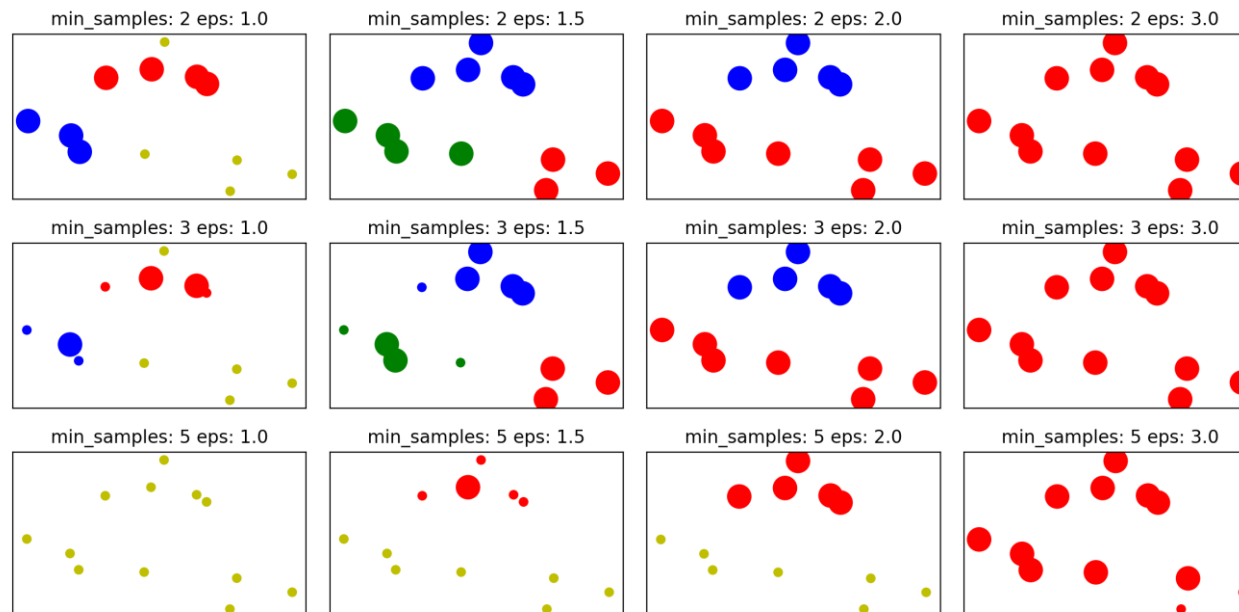 min_samples: 2 eps: 1.0
min_samples: 2 eps: 1.5
min_samples: 2 eps: 2.0
min_samples: 2 eps: 3.0
min_samples: 3 eps: 1.0
min_samples: 3 eps: 1.5
min_samples: 3 eps: 2.0
min_samples: 3 eps: 3.0
min_samples: 5 eps: 1.0
min_samples: 5 eps: 1.5
min_samples: 5 eps: 2.0
min_samples: 5 eps: 3.0